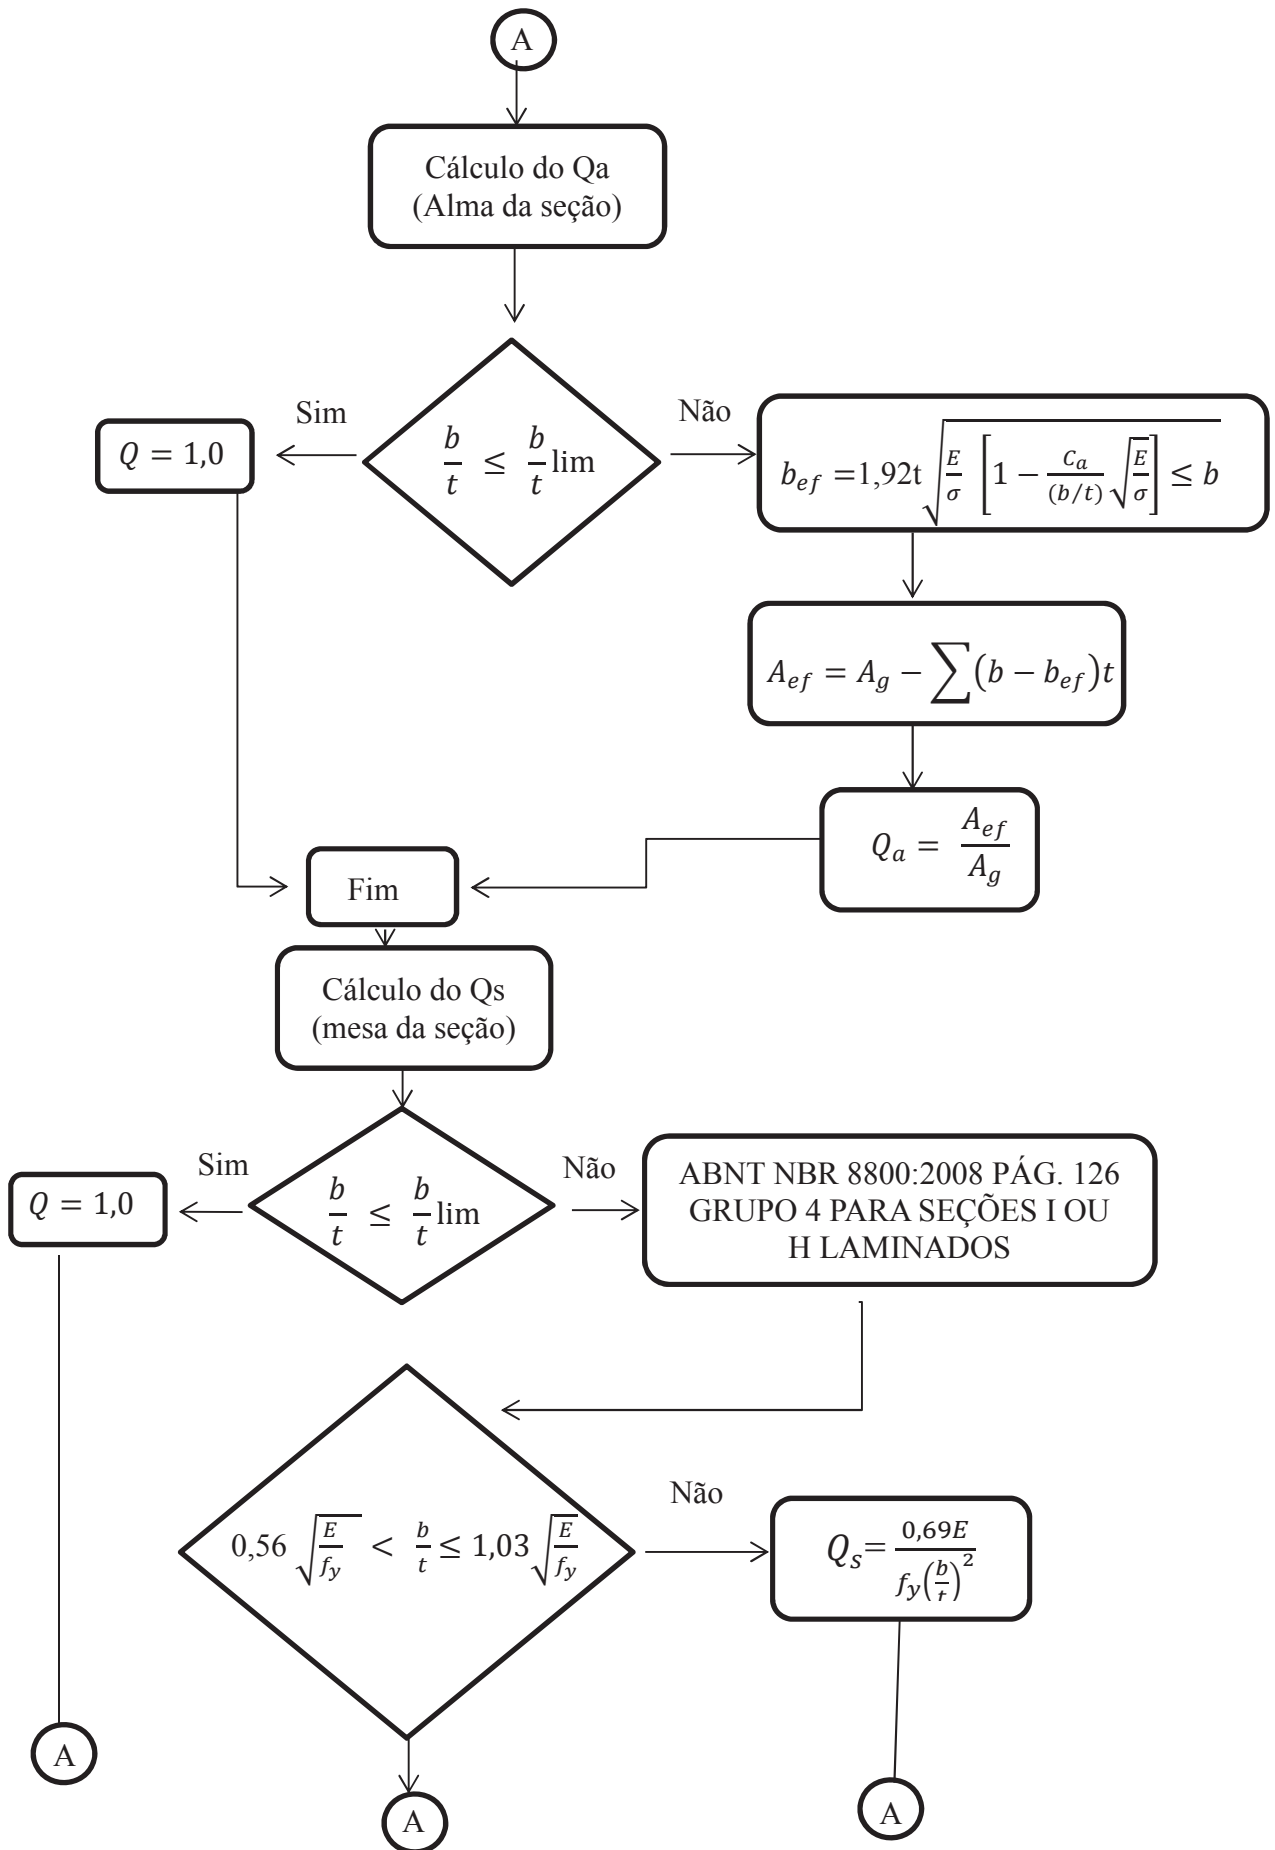 A
Cálculo do Qa
(Alma da seção)
Sim
Não
Q = 1,0
b/t ≤ b/t lim
b_ef =1,92t √(E/σ [1 − C_a/(b/t) √(E/σ)] ≤ b)
A_ef = A_g − ∑(b − b_ef)t
Q_a = A_ef/A_g
Fim
Cálculo do Qs
(mesa da seção)
Sim
Não
Q = 1,0
b/t ≤ b/t lim
ABNT NBR 8800:2008 PÁG. 126
GRUPO 4 PARA SEÇÕES I OU
H LAMINADOS
Não
0,56 √(E/f_y) < b/t ≤ 1,03 √(E/f_y)
Q_s= 0,69E/f_y(b/t)²
A
A
A